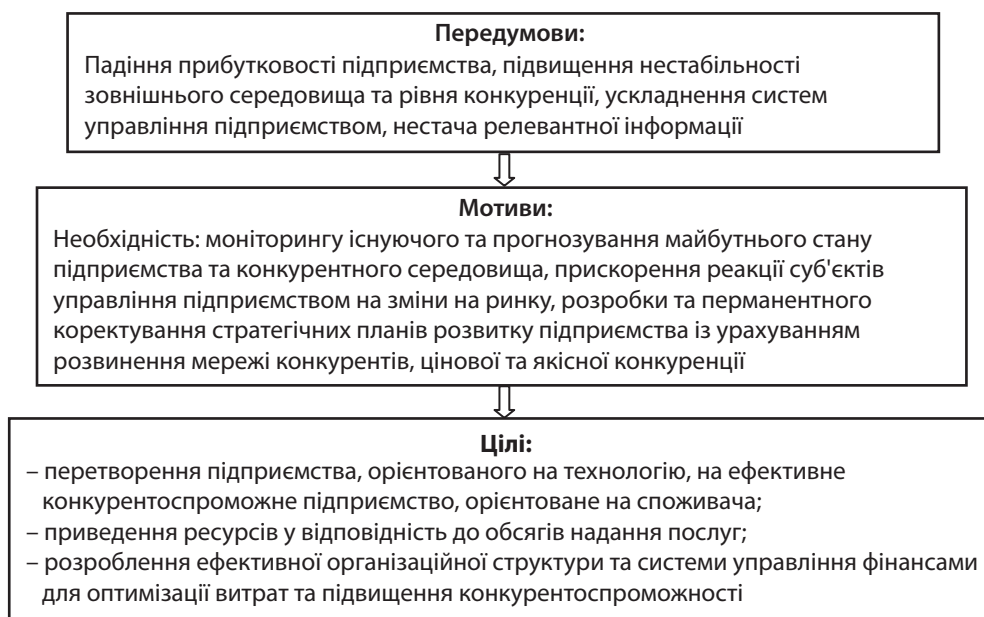 Передумови:
Падіння прибутковості підприємства, підвищення нестабільності
зовнішнього середовища та рівня конкуренції, ускладнення систем
управління підприємством, нестача релевантної інформації
Мотиви:
Необхідність: моніторингу існуючого та прогнозування майбутнього стану
підприємства та конкурентного середовища, прискорення реакції суб'єктів
управління підприємством на зміни на ринку, розробки та перманентного
коректування стратегічних планів розвитку підприємства із урахуванням
розвинення мережі конкурентів, цінової та якісної конкуренції
Цілі:
– перетворення підприємства, орієнтованого на технологію, на ефективне
конкурентоспроможне підприємство, орієнтоване на споживача;
– приведення ресурсів у відповідність до обсягів надання послуг;
– розроблення ефективної організаційної структури та системи управління фінансами
для оптимізації витрат та підвищення конкурентоспроможності